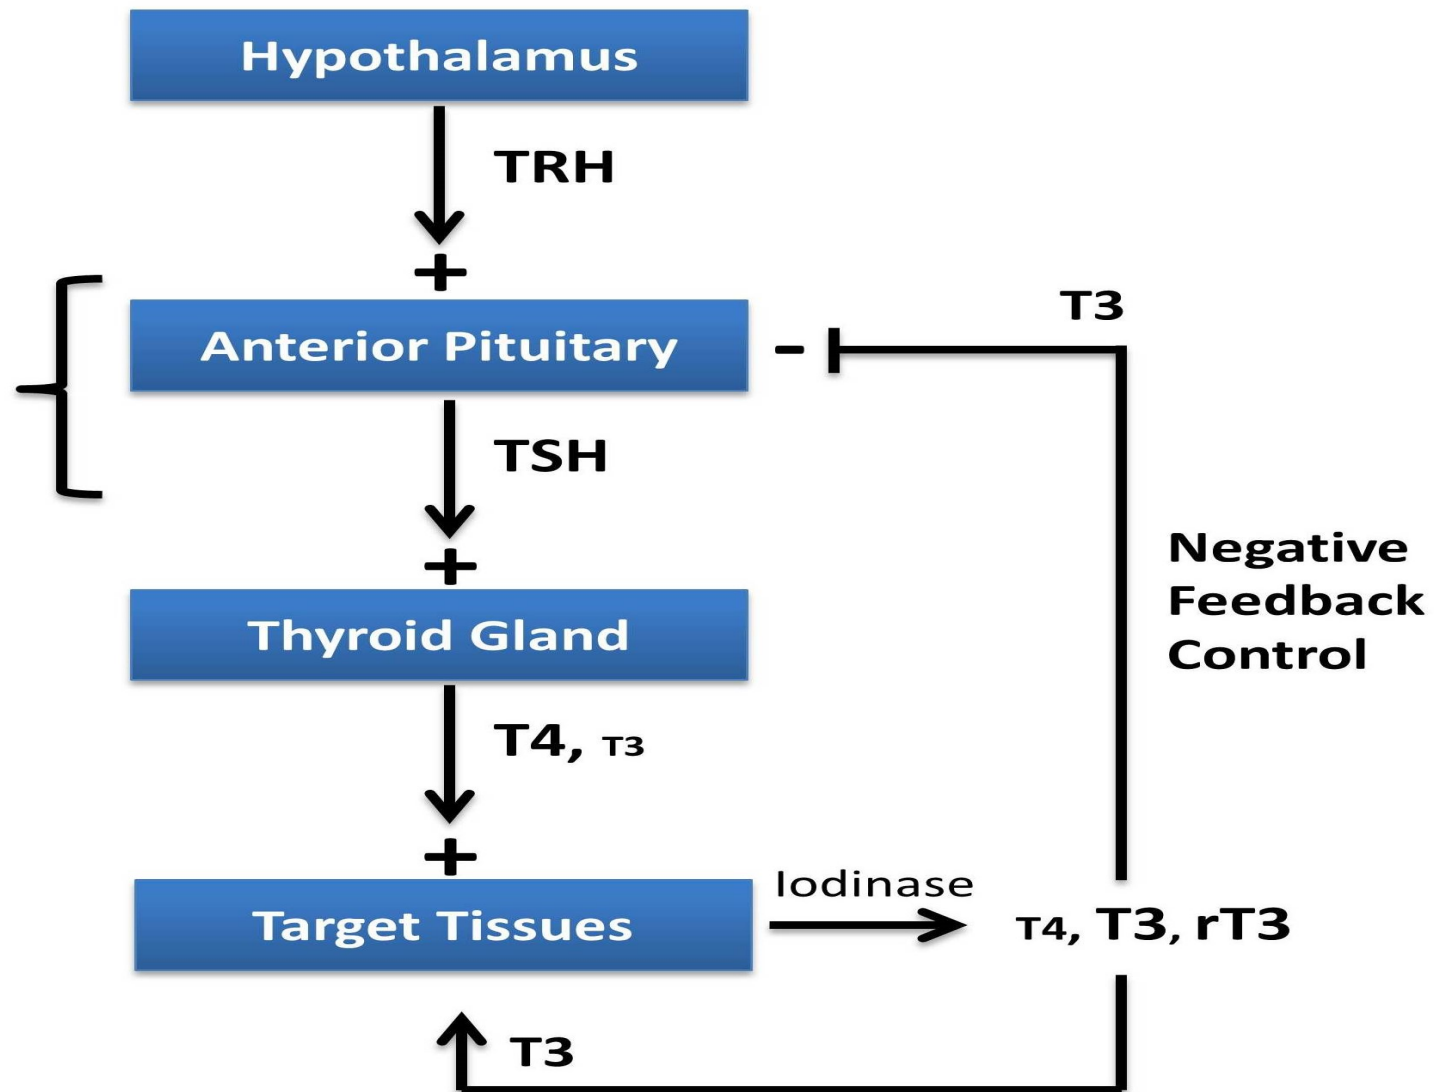 Hypothalamus
TRH
+
Anterior Pituitary
-
T3
TSH
+
Negative
Feedback
Control
Thyroid Gland
T4, T3
+
Target Tissues
Iodinase
T4, T3, rT3
T3